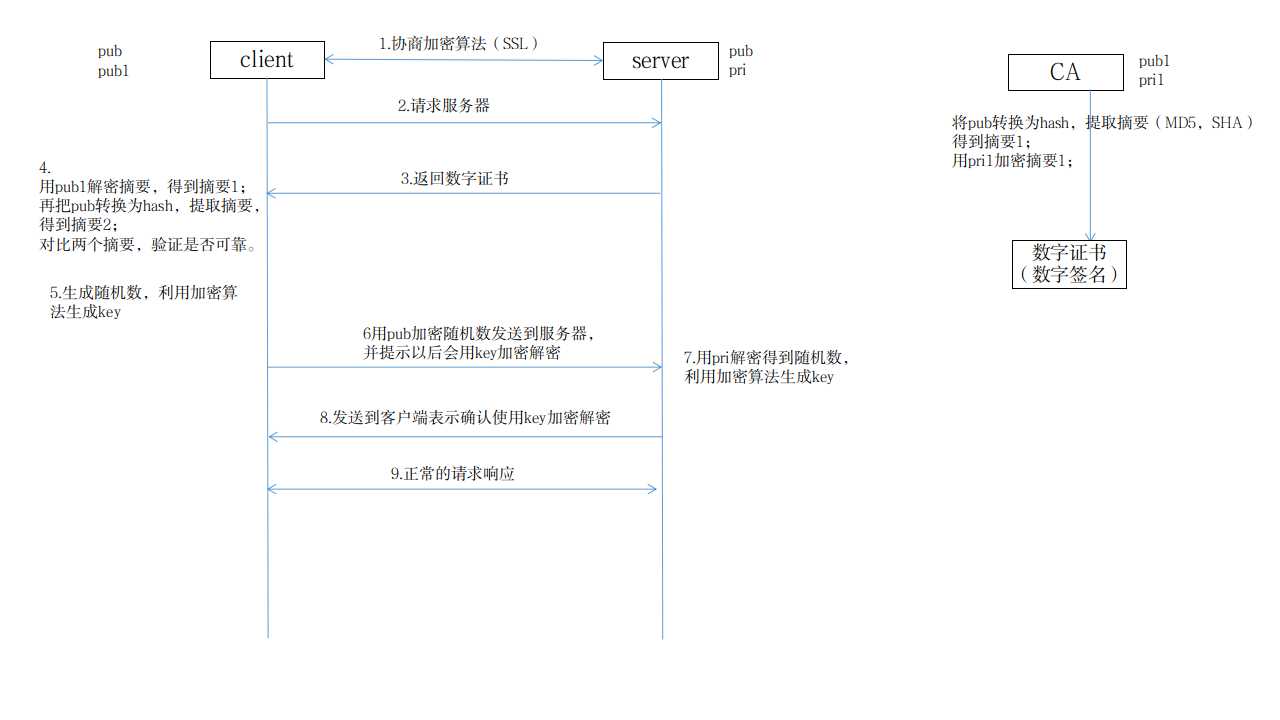 pub
pub1
client
1.协商加密算法（SSL）
server
pub
pri
2.请求服务器
3.返回数字证书
4.
用pub1解密摘要，得到摘要1；
再把pub转换为hash，提取摘要，
得到摘要2；
对比两个摘要，验证是否可靠。
5.生成随机数，利用加密算
法生成key
6用pub加密随机数发送到服务器，
并提示以后会用key加密解密
7.用pri解密得到随机数，
利用加密算法生成key
8.发送到客户端表示确认使用key加密解密
9.正常的请求响应
CA
pub1
pri1
将pub转换为hash，提取摘要（MD5，SHA）
得到摘要1；
用pri1加密摘要1；
数字证书
（数字签名）